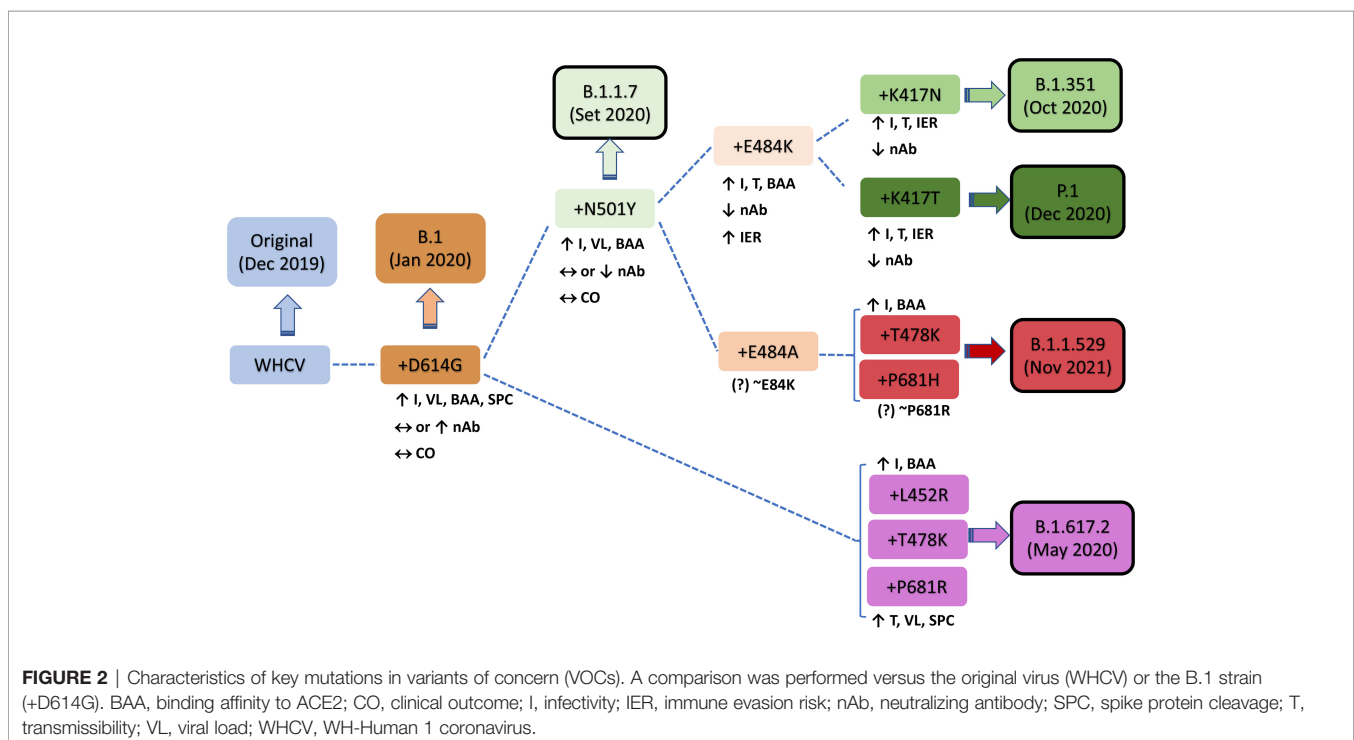 B.1.1.7
(Set 2020)
+K417N
↑ I, T, IER
↓ nAb
B.1.351
(Oct 2020)
+E484K
↑ I, T, BAA
↓ nAb
↑ IER
+K417T
↑ I, T, IER
↓ nAb
P.1
(Dec 2020)
Original
(Dec 2019)
B.1
(Jan 2020)
+N501Y
↑ I, VL, BAA
↔ or ↓ nAb
↔ CO
WHCV
+D614G
↑ I, VL, BAA, SPC
↔ or ↑ nAb
↔ CO
+E484A
(?) ~E84K
↑ I, BAA
+T478K
+P681H
(?) ~P681R
B.1.1.529
(Nov 2021)
↑ I, BAA
+L452R
+T478K
+P681R
↑ T, VL, SPC
B.1.617.2
(May 2020)
FIGURE 2 | Characteristics of key mutations in variants of concern (VOCs). A comparison was performed versus the original virus (WHCV) or the B.1 strain
(+D614G). BAA, binding affinity to ACE2; CO, clinical outcome; I, infectivity; IER, immune evasion risk; nAb, neutralizing antibody; SPC, spike protein cleavage; T,
transmissibility; VL, viral load; WHCV, WH-Human 1 coronavirus.